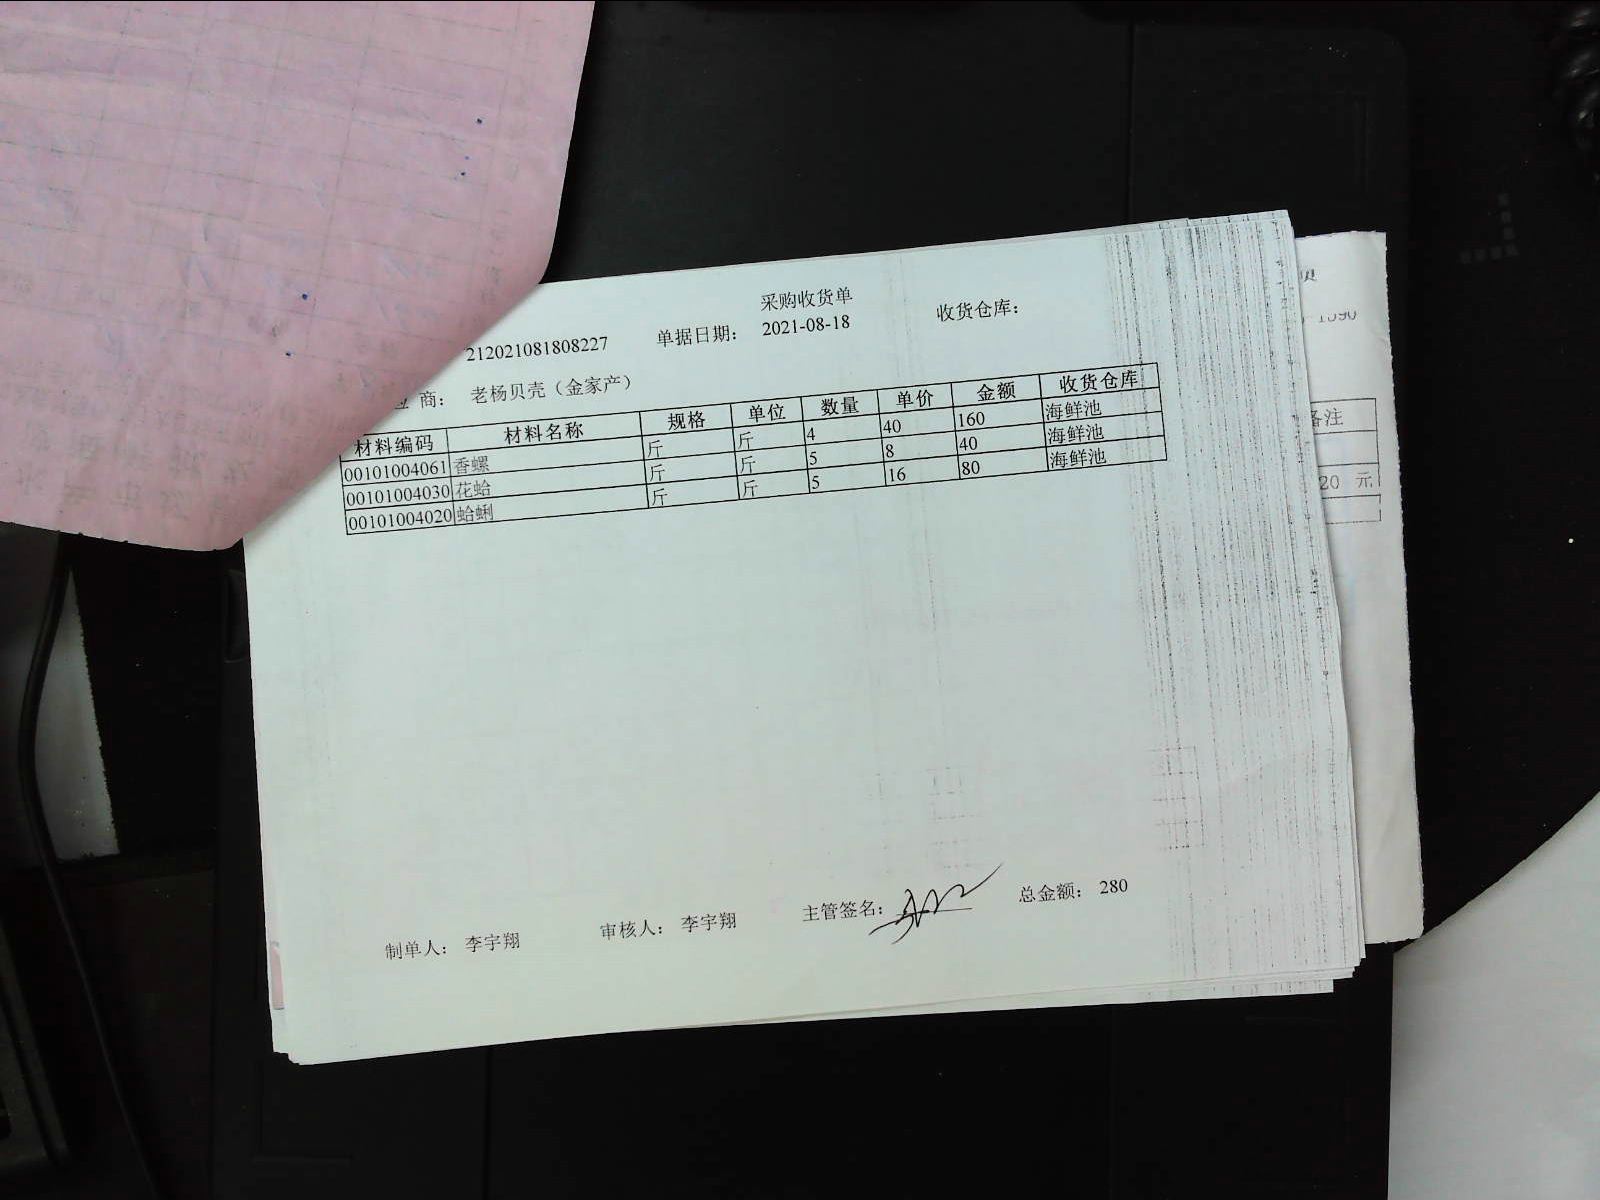 采购收货单
212021081808227 单据日期： 2021-08-18 收货仓库：
商： 老杨贝壳（金家产）
材料编码 材料名称 规格 单位 数量 单价 金额 收货仓库
00101004061 香螺 斤 斤 4 40 160 海鲜池
00101004030 花蛤 斤 斤 5 8 40 海鲜池
00101004020 蛤蜊 斤 斤 5 16 80 海鲜池
备注
20 元
制单人： 李宇翔 审核人： 李宇翔 主管签名： 总金额： 280